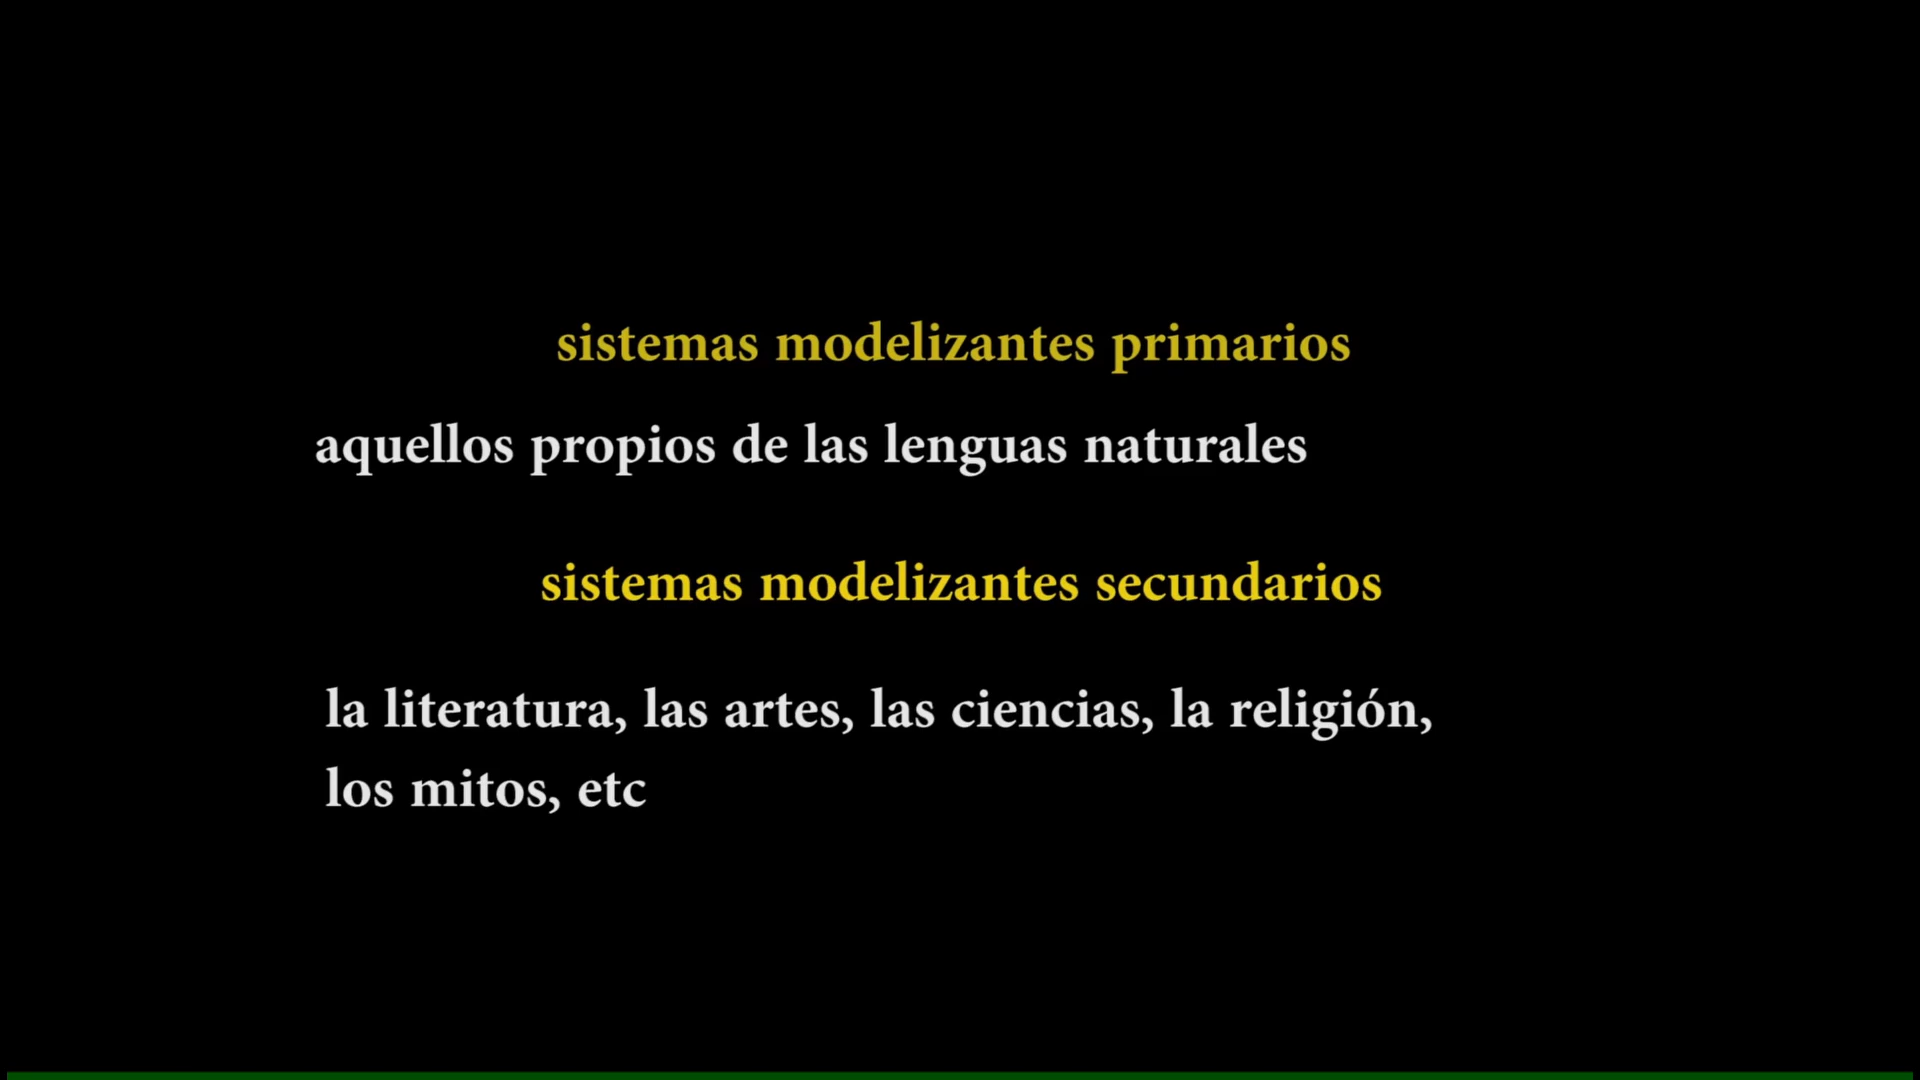 sistemas modelizantes primarios
aquellos propios de las lenguas naturales
sistemas modelizantes secundarios
la literatura, las artes, las ciencias, la religión,
los mitos, etc